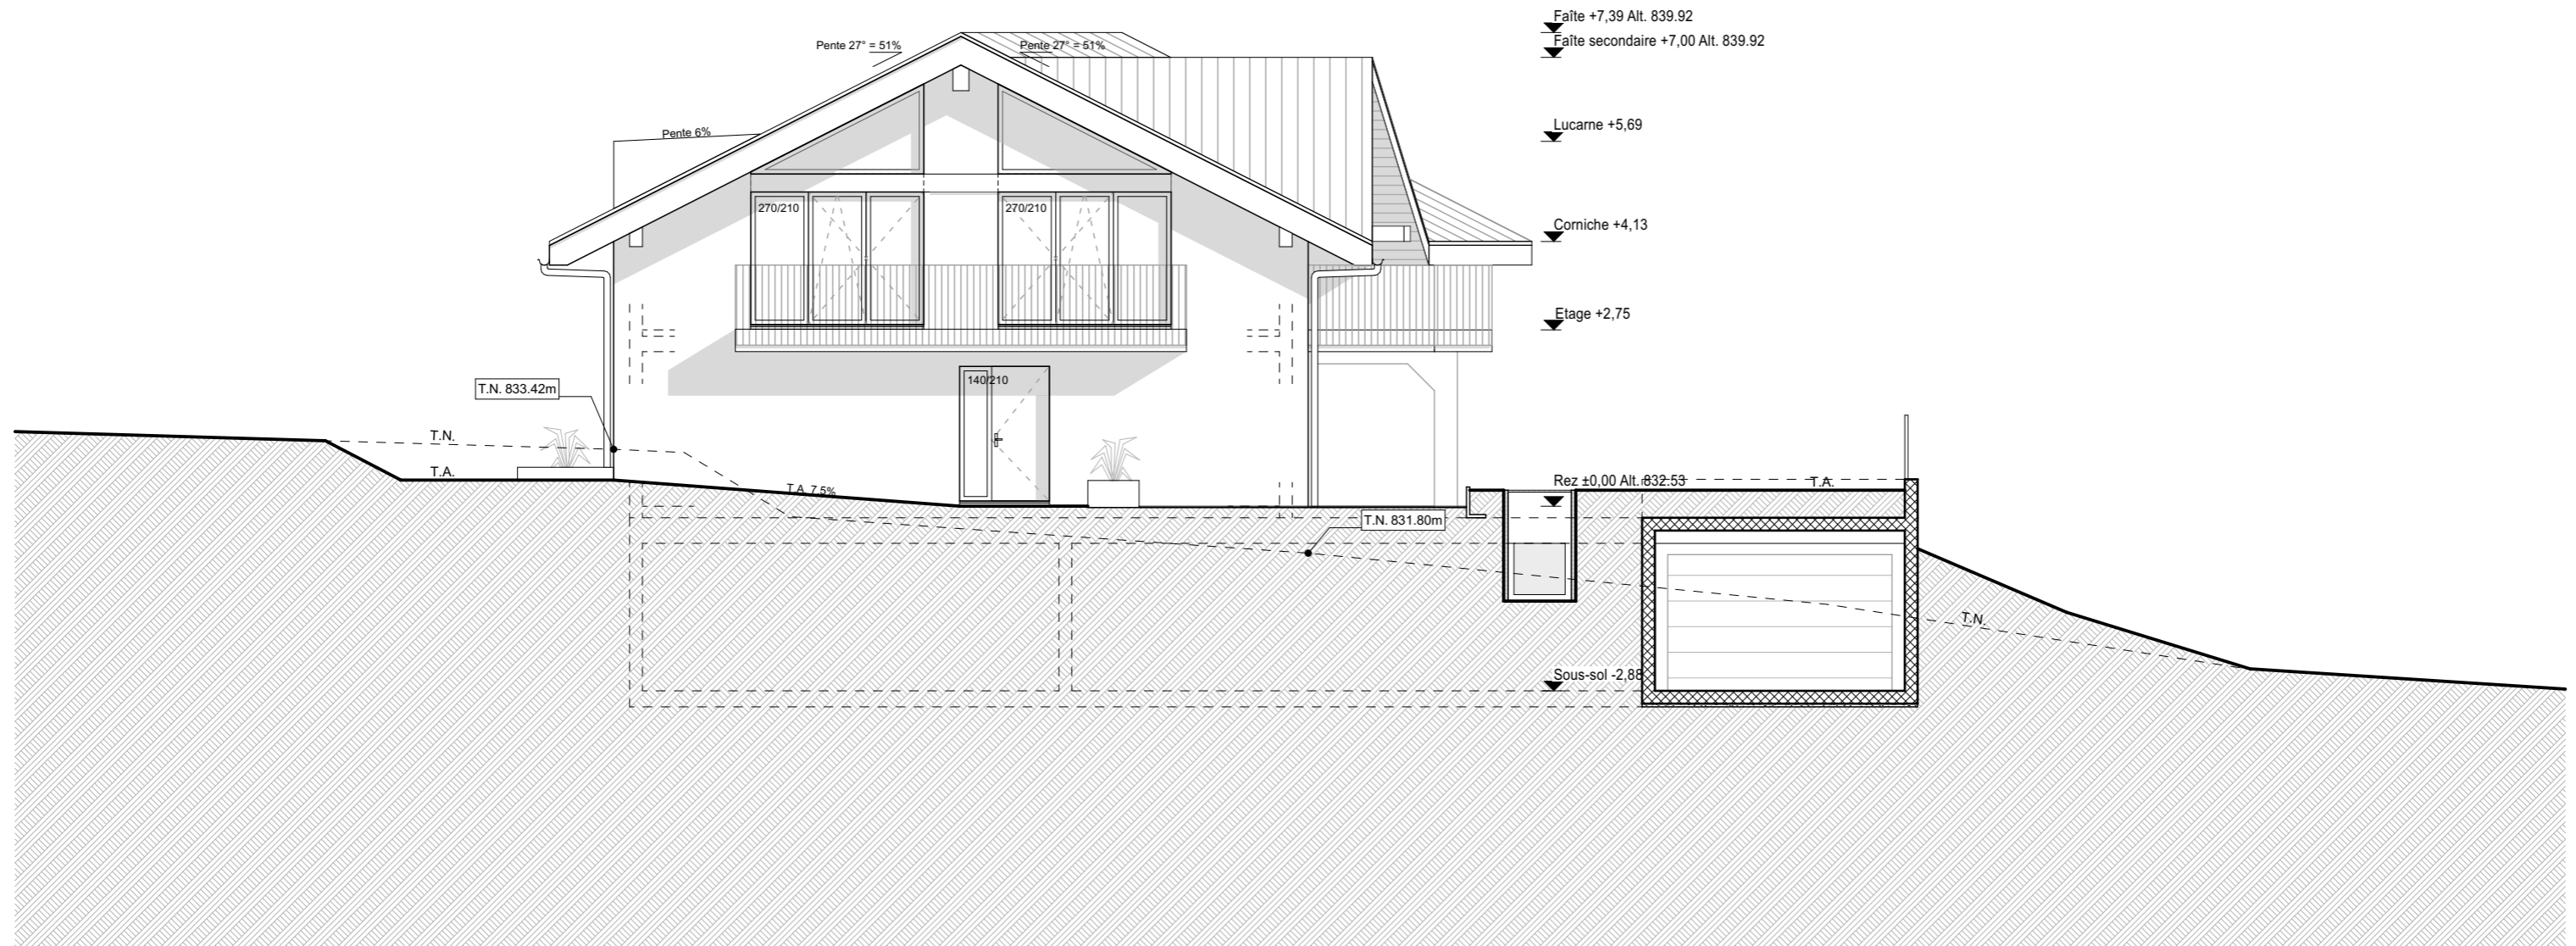 Faîte +7,39 Alt. 839.92
Pente 27° = 51%
Pente 27° = 51%
Faîte secondaire +7,00 Alt. 839.92
Pente 6%
Lucarne +5,69
270/210
270/210
Corniche +4,13
Etage +2,75
T.N. 833.42m
140/210
T.N.
T.A.
T.A. 7.5%
Rez ±0,00 Alt. 832.53
T.A.
T.N. 831.80m
T.N.
Sous-sol -2,88